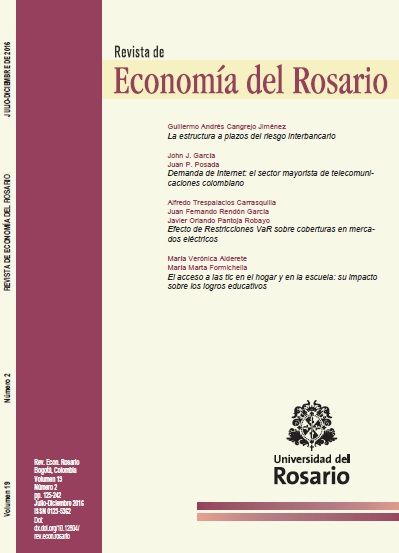 JULIO-DICIEMBRE DE 2016
REVISTA DE ECONOMÍA DEL ROSARIO
Número 2
Volumen 19
Revista de
Economía del Rosario
Guillermo Andrés Cangrejo Jiménez
La estructura a plazos del riesgo interbancario
John J. García
Juan P. Posada
Demanda de Internet: el sector mayorista de telecomuni-
caciones colombiano
Alfredo Trespalacios Carrasquilla
Juan Fernando Rendón García
Javier Orlando Pantoja Robayo
Efecto de Restricciones VaR sobre coberturas en merca-
dos eléctricos
María Verónica Alderete
María Marta Formichella
El acceso a las tic en el hogar y en la escuela: su impacto
sobre los logros educativos
Universidad del
Rosario
Rev. Econ. Rosario
Bogotá, Colombia
Volumen 19
Número 2
pp. 125-242
Julio-Diciembre 2016
ISSN 0123-5362
Doi:
dx.doi.org/10.12804/
rev.econ.rosario